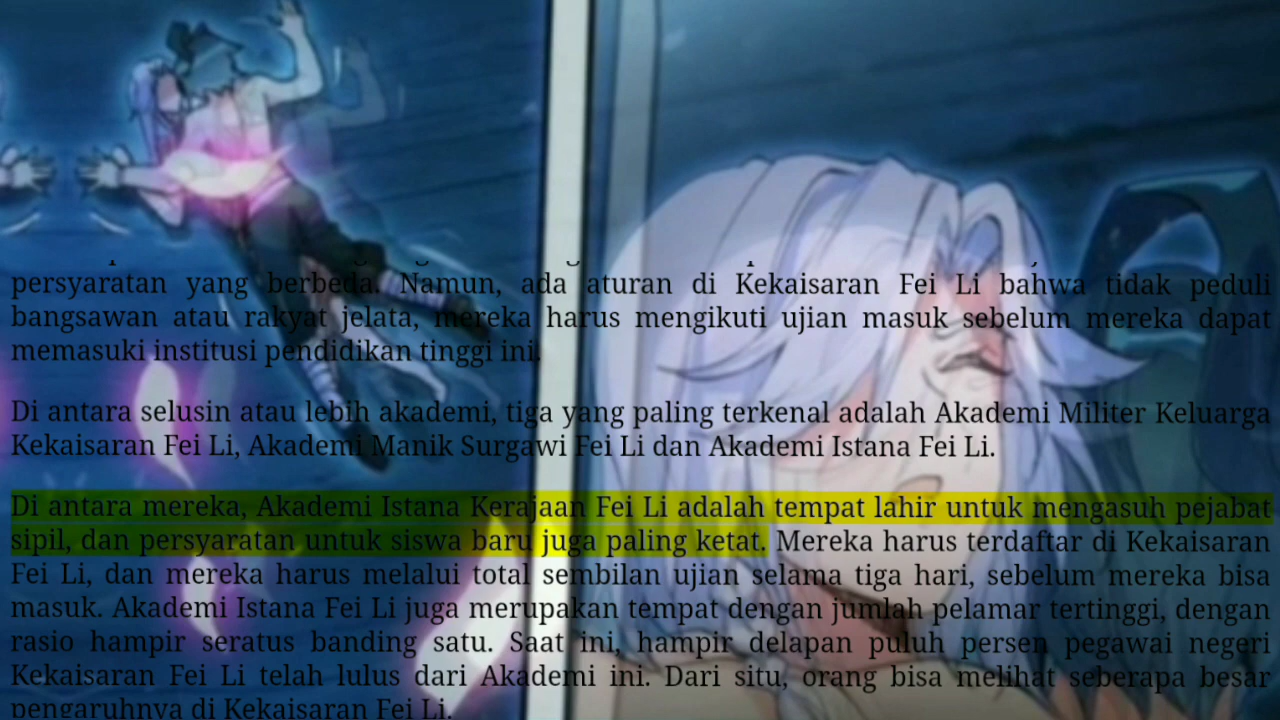 persyaratan yang berbeda. Namun, ada aturan di Kekaisaran Fei Li bahwa tidak peduli
bangsawan atau rakyat jelata, mereka harus mengikuti ujian masuk sebelum mereka dapat
memasuki institusi pendidikan tinggi ini.
Di antara selusin atau lebih akademi, tiga yang paling terkenal adalah Akademi Militer Keluarga
Kekaisaran Fei Li, Akademi Manik Surgawi Fei Li dan Akademi Istana Fei Li.
Di antara mereka, Akademi Istana Kerajaan Fei Li adalah tempat lahir untuk mengasuh pejabat
sipil, dan persyaratan untuk siswa baru juga paling ketat. Mereka harus terdaftar di Kekaisaran
Fei Li, dan mereka harus melalui total sembilan ujian selama tiga hari, sebelum mereka bisa
masuk. Akademi Istana Fei Li juga merupakan tempat dengan jumlah pelamar tertinggi, dengan
rasio hampir seratus banding satu. Saat ini, hampir delapan puluh persen pegawai negeri
Kekaisaran Fei Li telah lulus dari Akademi ini. Dari situ, orang bisa melihat seberapa besar
pengaruhnya di Kekaisaran Fei Li.